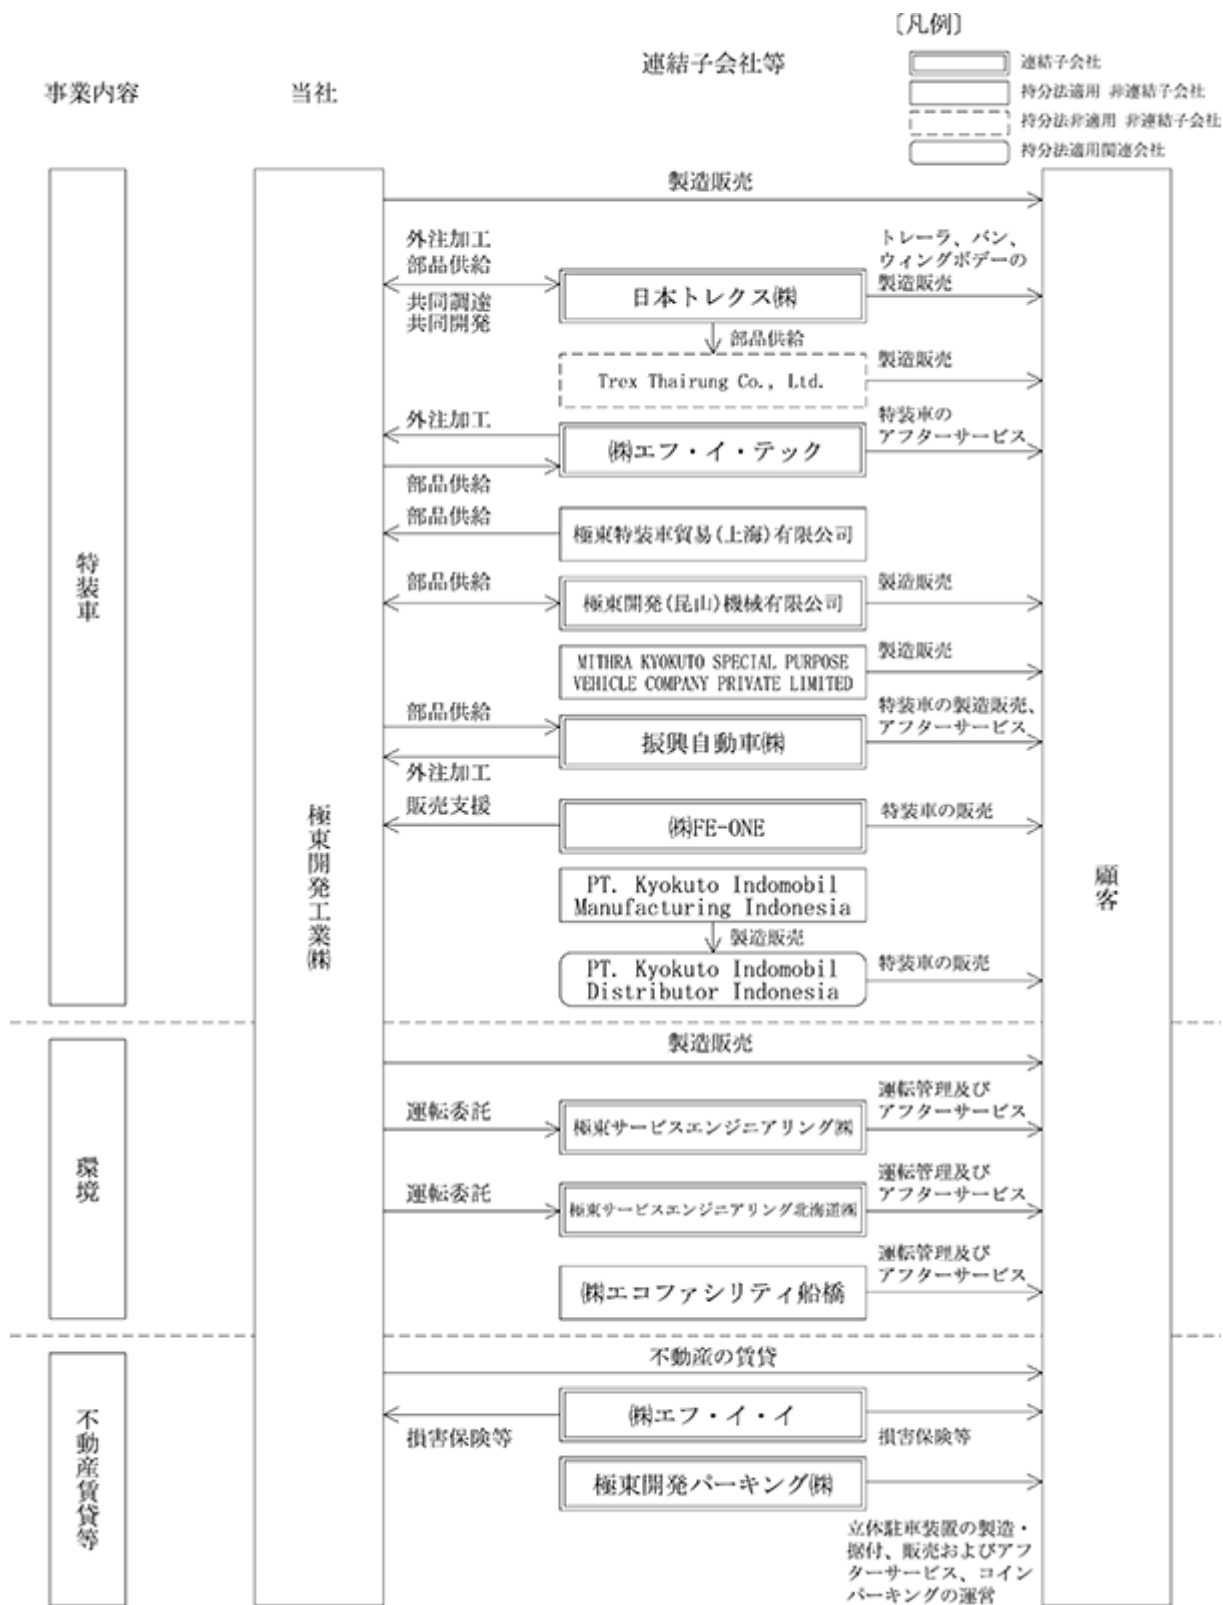 〔凡例〕
連結子会社
持分法適用 非連結子会社
持分法非適用 非連結子会社
持分法適用関連会社
事業内容
当社
連結子会社等
特装車
極東開発工業㈱
顧客
製造販売
外注加工
部品供給
共同調達
共同開発
日本トレクス㈱
トレーラ、バン、
ウィングボデーの
製造販売
部品供給
Trex Thairung Co., Ltd.
製造販売
外注加工
部品供給
㈱エフ・イ・テック
特装車の
アフターサービス
部品供給
極東特装車貿易(上海)有限公司
部品供給
極東開発(昆山)機械有限公司
製造販売
MITHRA KYOKUTO SPECIAL PURPOSE
VEHICLE COMPANY PRIVATE LIMITED
製造販売
部品供給
外注加工
振興自動車㈱
特装車の製造販売、
アフターサービス
販売支援
㈱FE-ONE
特装車の販売
PT. Kyokuto Indomobil
Manufacturing Indonesia
製造販売
PT. Kyokuto Indomobil
Distributor Indonesia
特装車の販売
環境
製造販売
運転委託
極東サービスエンジニアリング㈱
運転管理及び
アフターサービス
運転委託
極東サービスエンジニアリング北海道㈱
運転管理及び
アフターサービス
㈱エコファシリティ船橋
運転管理及び
アフターサービス
不動産賃貸等
不動産の賃貸
㈱エフ・イ・イ
損害保険等
損害保険等
極東開発パーキング㈱
立体駐車装置の製造・
据付、販売およびアフ
ターサービス、コイン
パーキングの運営